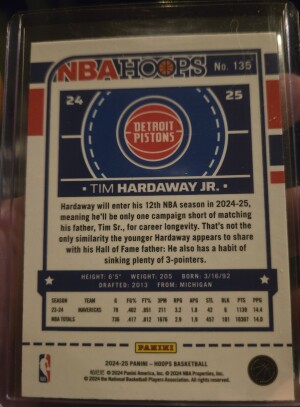 NBA HOOPS No. 135
24 25
DETROIT
PISTONS
TIM HARDAWAY JR.
Hardaway will enter his 12th NBA season in 2024-25,
meaning he'll be only one campaign short of matching
his father, Tim Sr., for career longevity. That's not the
only similarity the younger Hardaway appears to share
with his Hall of Fame father: He also has a habit of
sinking plenty of 3-pointers.
HEIGHT: 6'5" WEIGHT: 205 BORN: 3/16/92
DRAFTED: 2013 FROM: MICHIGAN
SEASON TEAM G FG% FT% 3PM RPG APG STL BLK PTS PPG
23-24 MAVERICKS 79 .402 .851 211 3.2 1.8 43 6 1139 14.4
NBA TOTALS 736 .417 .812 1676 2.9 1.8 101 10307 14.0
PANINI
2024-25 PANINI – HOOPS BASKETBALL
© 2024 Panini America, Inc. © 2024 NBA Properties, Inc.
© 2024 the National Basketball Players Association. All rights reserved.